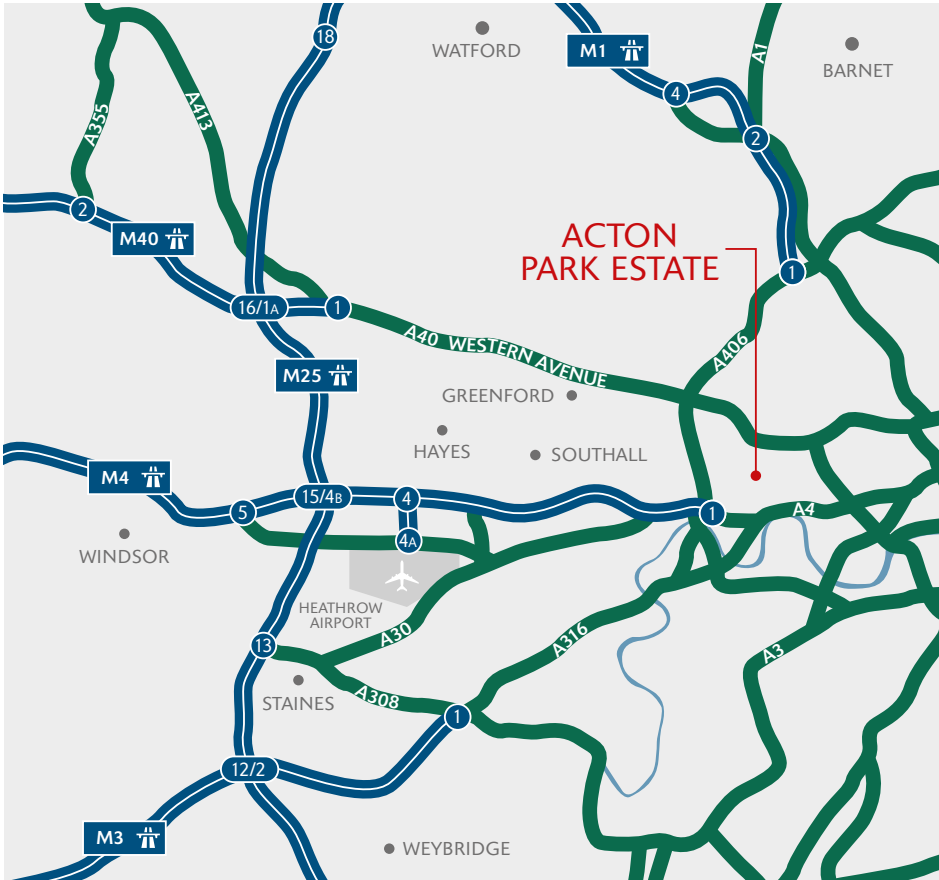 18
WATFORD
M1
A1
BARNET
4
A355
A413
2
2
M40
ACTON
PARK ESTATE
1
16/1A
1
A40 WESTERN AVENUE
A406
M25
GREENFORD
HAYES
SOUTHALL
M4
15/4B
4
5
1
A4
WINDSOR
4A
HEATHROW
AIRPORT
A30
A316
13
A3
STAINES
A308
1
12/2
M3
WEYBRIDGE